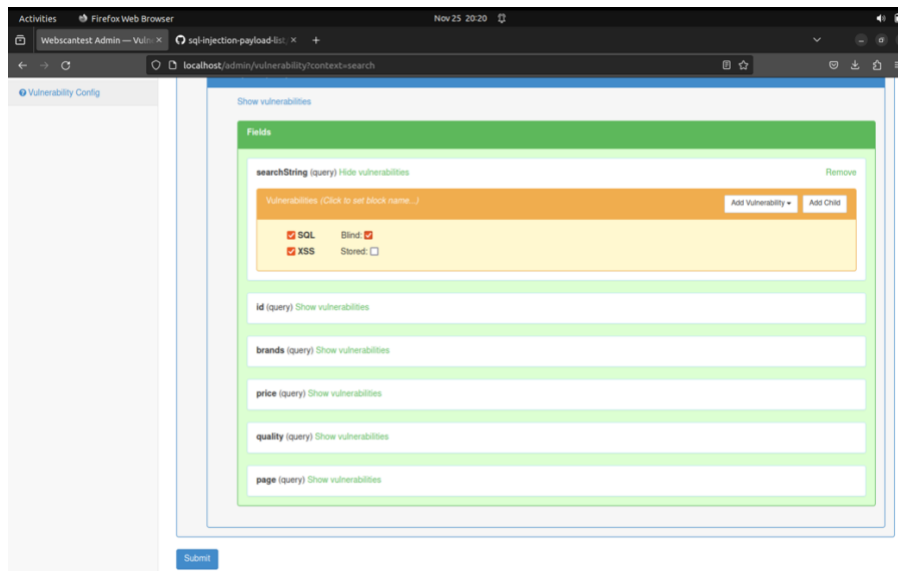 Activities Firefox Web Browser Nov 25 20:20
Webscantest Admin — Vuln × sql-injection-payload-list × +
localhost/admin/vulnerability?context=search
Vulnerability Config
Show vulnerabilities
Fields
searchString (query) Hide vulnerabilities Remove
Vulnerabilities (Click to set block name...) Add Vulnerability Add Child
SQL Blind:
XSS Stored:
id (query) Show vulnerabilities
brands (query) Show vulnerabilities
price (query) Show vulnerabilities
quality (query) Show vulnerabilities
page (query) Show vulnerabilities
Submit